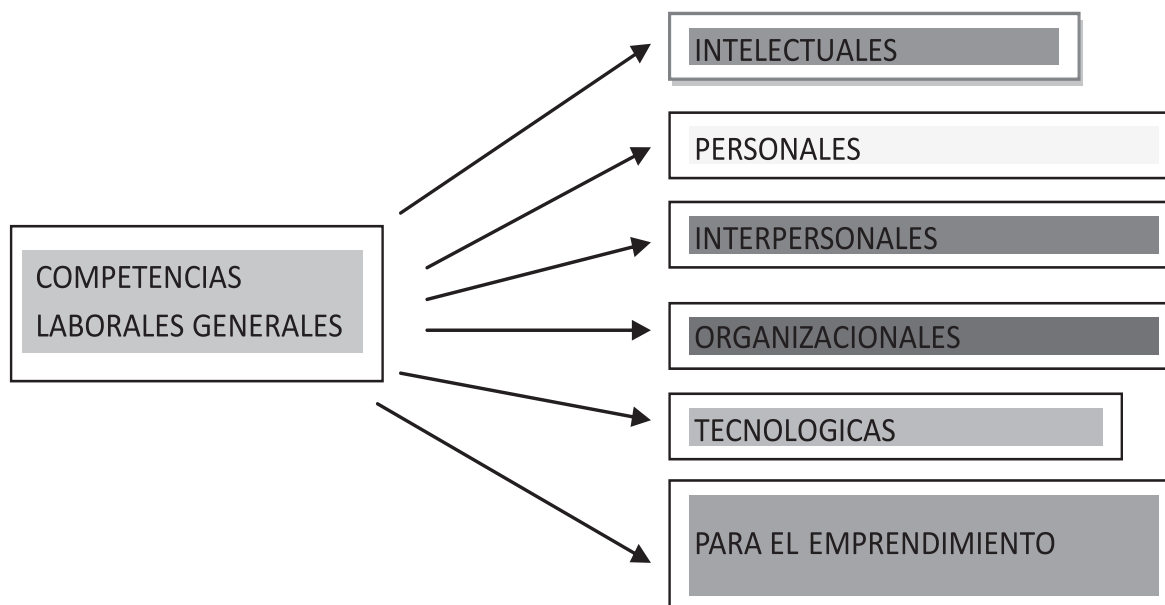 INTELECTUALES
PERSONALES
INTERPERSONALES
COMPETENCIAS
LABORALES GENERALES
ORGANIZACIONALES
TECNOLOGICAS
PARA EL EMPRENDIMIENTO